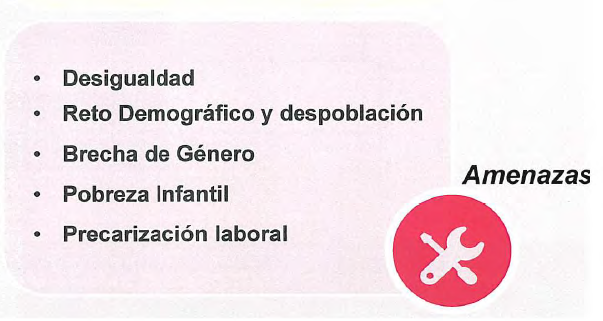 • Desigualdad
• Reto Demográfico y despoblación
• Brecha de Género
• Pobreza Infantil
• Precarización laboral
Amenazas